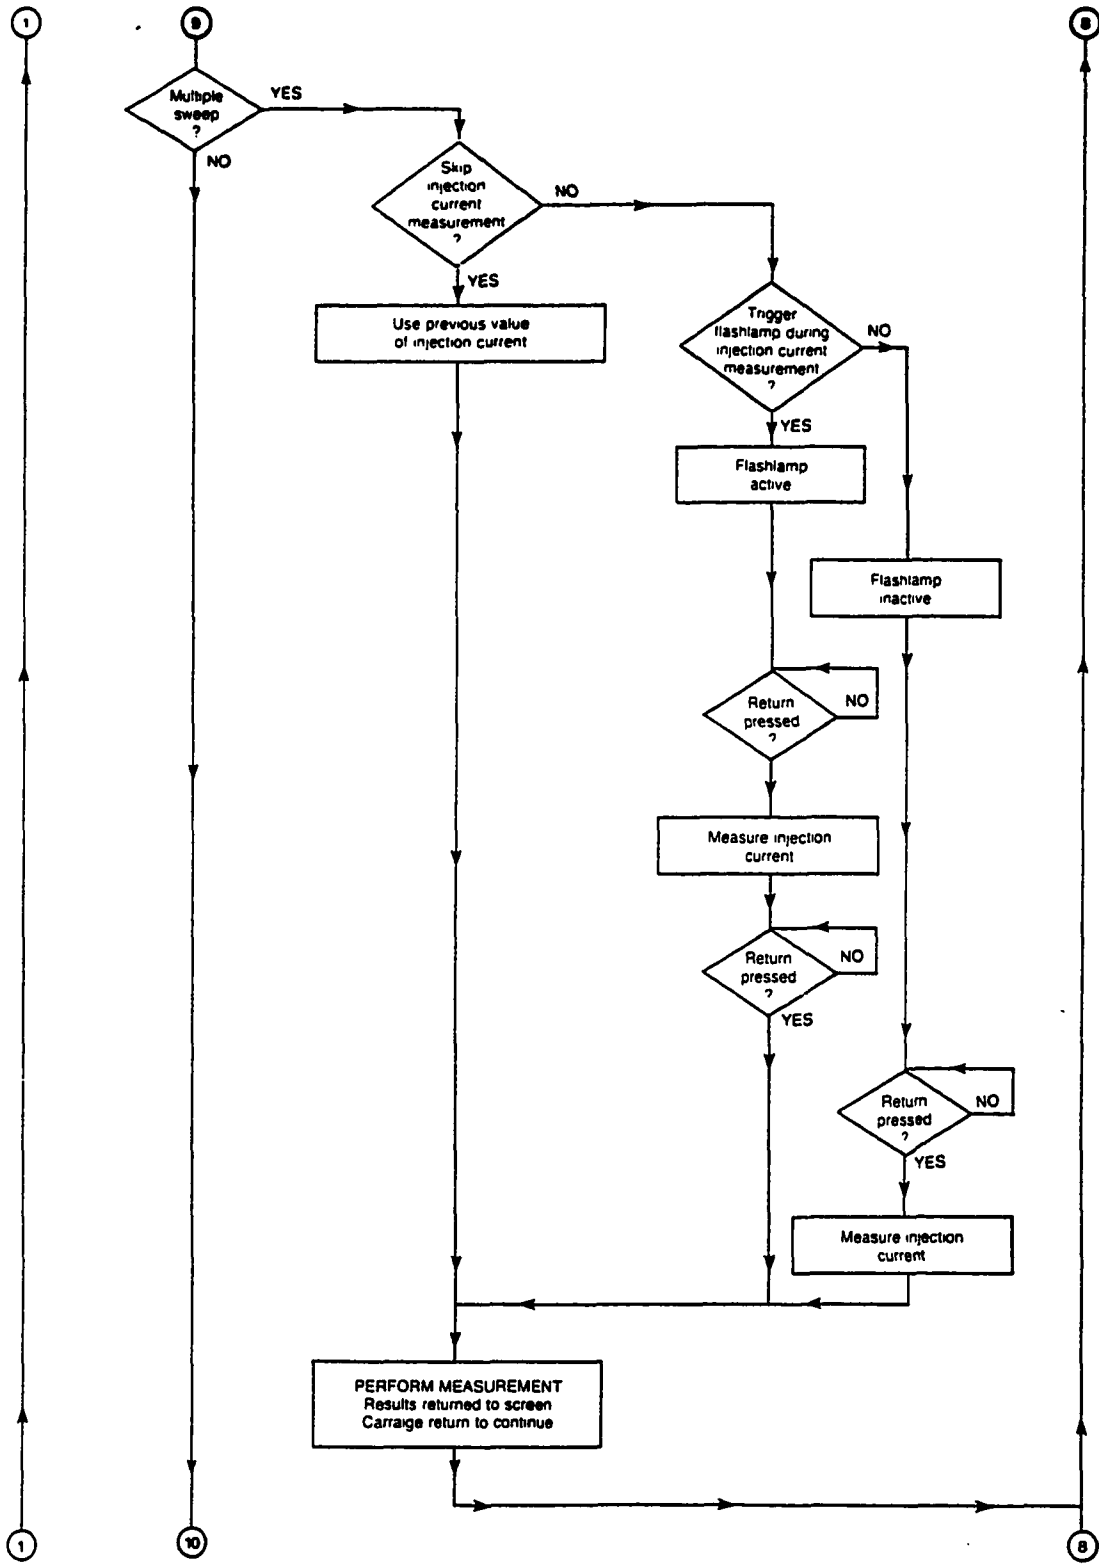 1
9
8
Multiple
sweep
?
YES
NO
Skip
injection
current
measurement
?
NO
YES
Use previous value
of injection current
Trigger
flashlamp during
injection current
measurement
?
NO
YES
Flashlamp
active
Flashlamp
inactive
Return
pressed
?
NO
Measure injection
current
Return
pressed
?
NO
YES
Return
pressed
?
NO
YES
Measure injection
current
PERFORM MEASUREMENT
Results returned to screen
Carraige return to continue
1
10
8